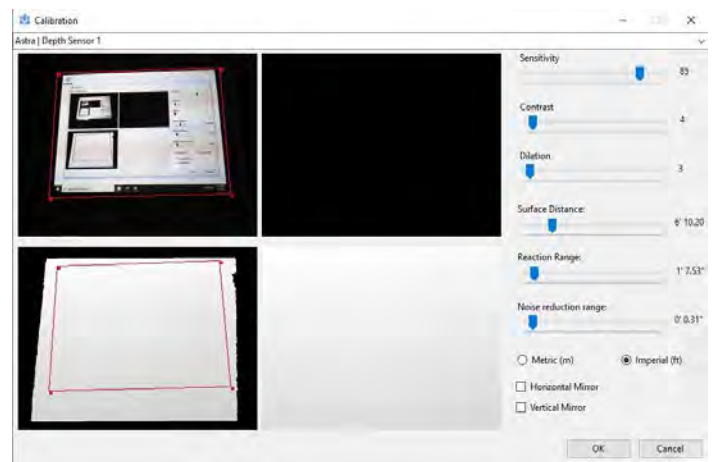 Calibration
Astra | Depth Sensor 1
Sensitivity
Contrast
4
Dilation
3
Surface Distance:
6' 10.20
Reaction Range:
1' 7.53"
Noise reduction range:
0' 0.31"
Metric (m)
Imperial (ft)
Horizontal Mirror
Vertical Mirror
OK
Cancel